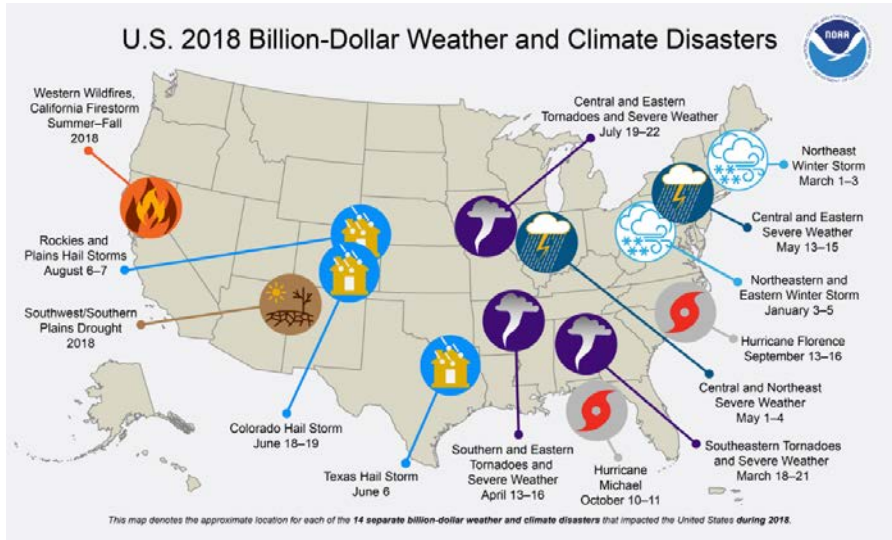 U.S. 2018 Billion-Dollar Weather and Climate Disasters
NOAA
Western Wildfires,
California Firestorm
Summer–Fall
2018
Central and Eastern
Tornadoes and Severe Weather
July 19–22
Northeast
Winter Storm
March 1–3
Rockies and
Plains Hail Storms
August 6–7
Central and Eastern
Severe Weather
May 13–15
Southwest/Southern
Plains Drought
2018
Northeastern and
Eastern Winter Storm
January 3–5
Hurricane Florence
September 13–16
Colorado Hail Storm
June 18–19
Central and Northeast
Severe Weather
May 1–4
Texas Hail Storm
June 6
Southern and Eastern
Tornadoes and
Severe Weather
April 13–16
Hurricane
Michael
October 10–11
Southeastern Tornadoes
and Severe Weather
March 18–21
This map denotes the approximate location for each of the 14 separate billion-dollar weather and climate disasters that impacted the United States during 2018.